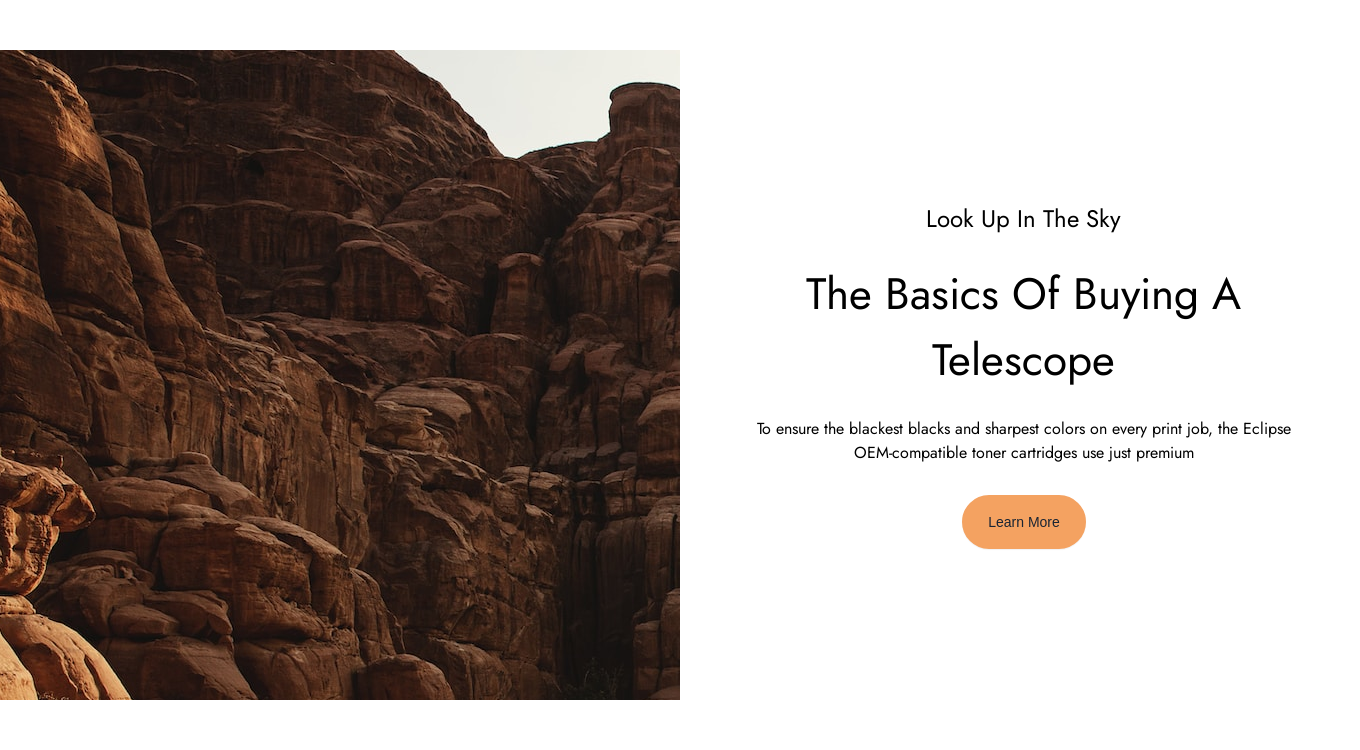 Look Up In The Sky
The Basics Of Buying A
Telescope
To ensure the blackest blacks and sharpest colors on every print job, the Eclipse
OEM-compatible toner cartridges use just premium
Learn More